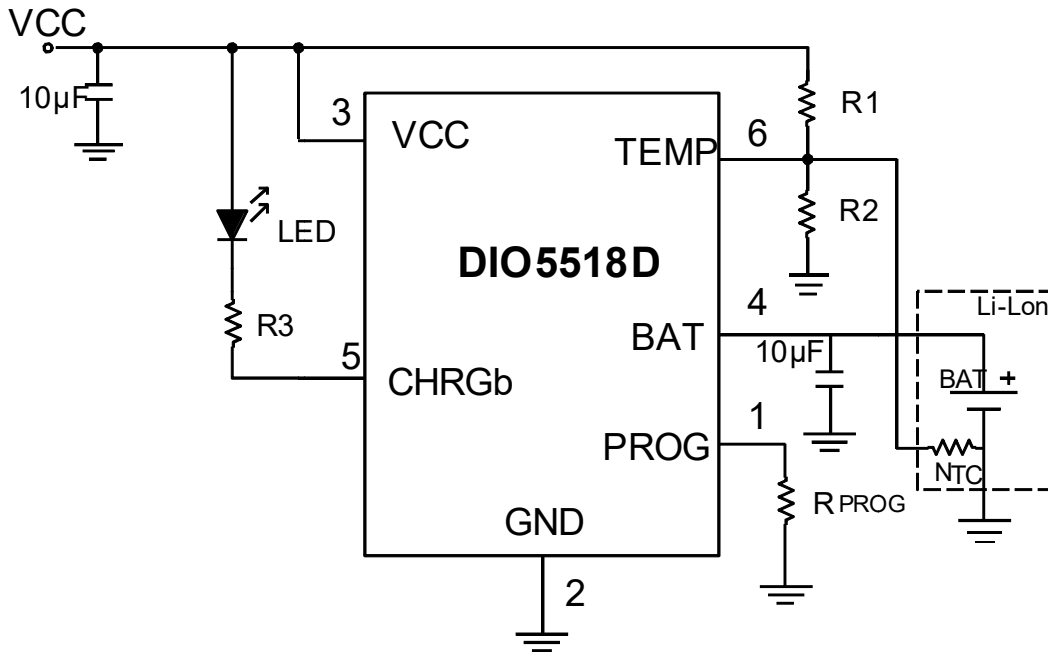 VCC
10μF
3
VCC
TEMP
6
R1
R2
LED
DIO5518D
R3
4
Li-Lon
BAT
10μF
5
CHRGb
BAT +
1
PROG
NTC
R PROG
GND
2